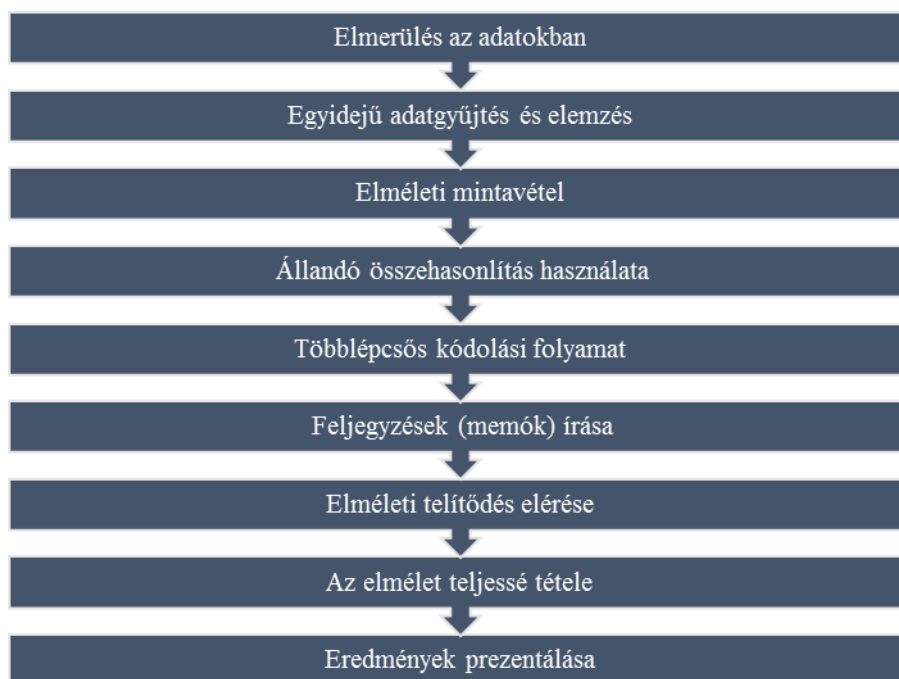 Elmerülés az adatokban
Egyidejű adatgyűjtés és elemzés
Elméleti mintavétel
Állandó összehasonlítás használata
Többlépcsős kódolási folyamat
Feljegyzések (memók) írása
Elméleti telítődés elérése
Az elmélet teljessé tétele
Eredmények prezentálása